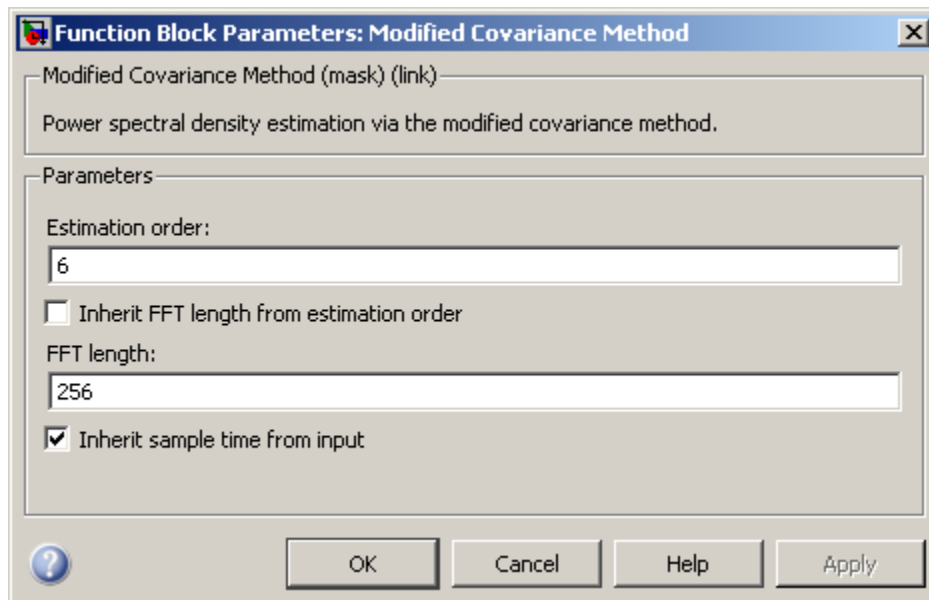 Function Block Parameters: Modified Covariance Method
Modified Covariance Method (mask) (link)
Power spectral density estimation via the modified covariance method.
Parameters
Estimation order:
6
Inherit FFT length from estimation order
FFT length:
256
Inherit sample time from input
OK Cancel Help Apply